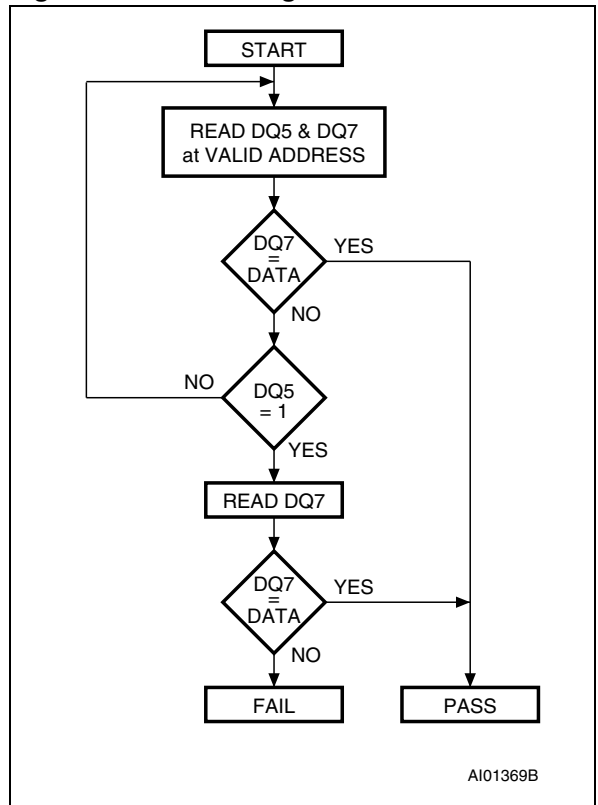 START
READ DQ5 & DQ7
at VALID ADDRESS
DQ7
=
DATA
YES
NO
NO
DQ5
= 1
YES
READ DQ7
DQ7
=
DATA
YES
NO
FAIL
PASS
AI01369B